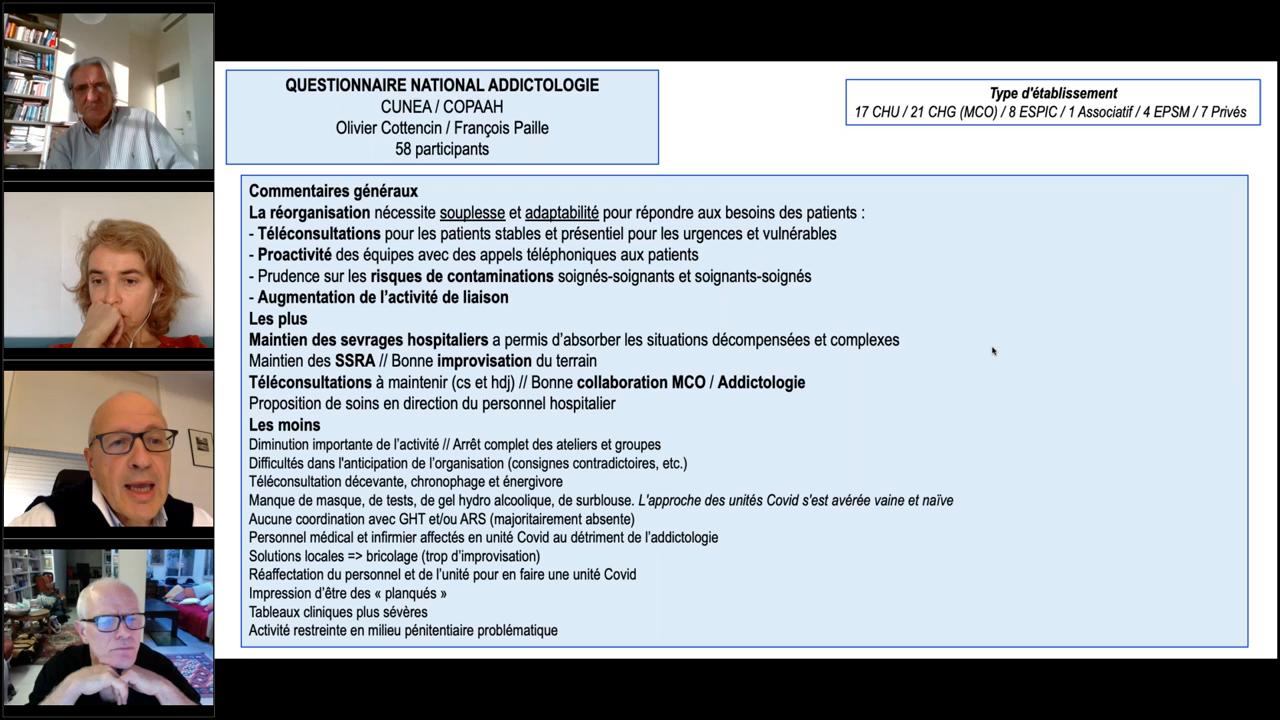 QUESTIONNAIRE NATIONAL ADDICTOLOGIE
CUNEA / COPAAH
Olivier Cottencin / François Paille
58 participants
Type d'établissement
17 CHU / 21 CHG (MCO) / 8 ESPIC / 1 Associatif / 4 EPSM / 7 Privés
Commentaires généraux
La réorganisation nécessite souplesse et adaptabilité pour répondre aux besoins des patients :
- Téléconsultations pour les patients stables et présentiel pour les urgences et vulnérables
- Proactivité des équipes avec des appels téléphoniques aux patients
- Prudence sur les risques de contaminations soignés-soignants et soignants-soignés
- Augmentation de l'activité de liaison
Les plus
Maintien des sevrages hospitaliers a permis d'absorber les situations décompensées et complexes
Maintien des SSRA // Bonne improvisation du terrain
Téléconsultations à maintenir (cs et hdj) // Bonne collaboration MCO / Addictologie
Proposition de soins en direction du personnel hospitalier
Les moins
Diminution importante de l'activité // Arrêt complet des ateliers et groupes
Difficultés dans l'anticipation de l'organisation (consignes contradictoires, etc.)
Téléconsultation décevante, chronophage et énergivore
Manque de masque, de tests, de gel hydro alcoolique, de surblouse. L'approche des unités Covid s'est avérée vaine et naïve
Aucune coordination avec GHT et/ou ARS (majoritairement absente)
Personnel médical et infirmier affectés en unité Covid au détriment de l'addictologie
Solutions locales => bricolage (trop d'improvisation)
Réaffectation du personnel et de l'unité pour en faire une unité Covid
Impression d'être des « planqués »
Tableaux cliniques plus sévères
Activité restreinte en milieu pénitentiaire problématique